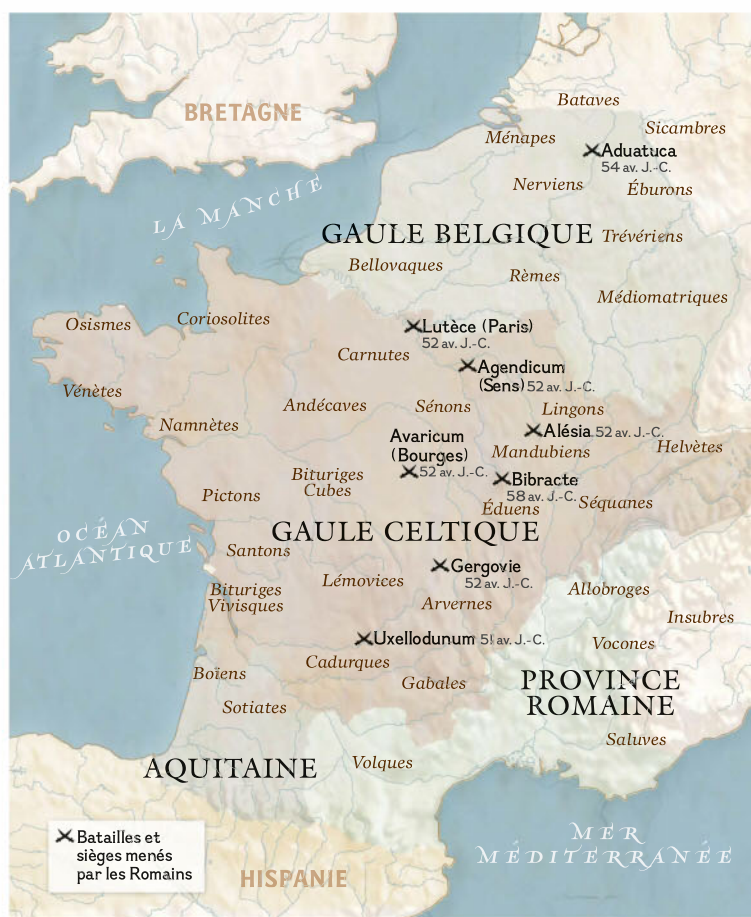 BRETAGNE
Bataves
Sicambres
Ménapes
Aduatuca
54 av. J.-C.
Nerviens
Éburons
LA MANCHE
GAULE BELGIQUE
Trévériens
Bellovaques
Rèmes
Médiomatriques
Osismes
Coriosolites
Lutèce (Paris)
52 av. J.-C.
Carnutes
Agendicum
(Sens) 52 av. J.-C.
Vénètes
Andécaves
Sénons
Lingons
Namnètes
Alésia 52 av. J.-C.
Avaricum
(Bourges)
52 av. J.-C.
Mandubiens
Helvètes
Bituriges
Cubes
Bibracte
58 av. J.-C.
Pictons
Éduens
Séquanes
OCÉAN
ATLANTIQUE
GAULE CELTIQUE
Santons
Gergovie
52 av. J.-C.
Lémovices
Bituriges
Vivisques
Arvernes
Allobroges
Insubres
Uxellodunum 51 av. J.-C.
Vocones
Cadurques
Boïens
Gabales
PROVINCE
ROMAINE
Sotiates
Saluves
AQUITAINE
Volques
Batailles et
sièges menés
par les Romains
MER
MÉDITERRANÉE
HISPANIE